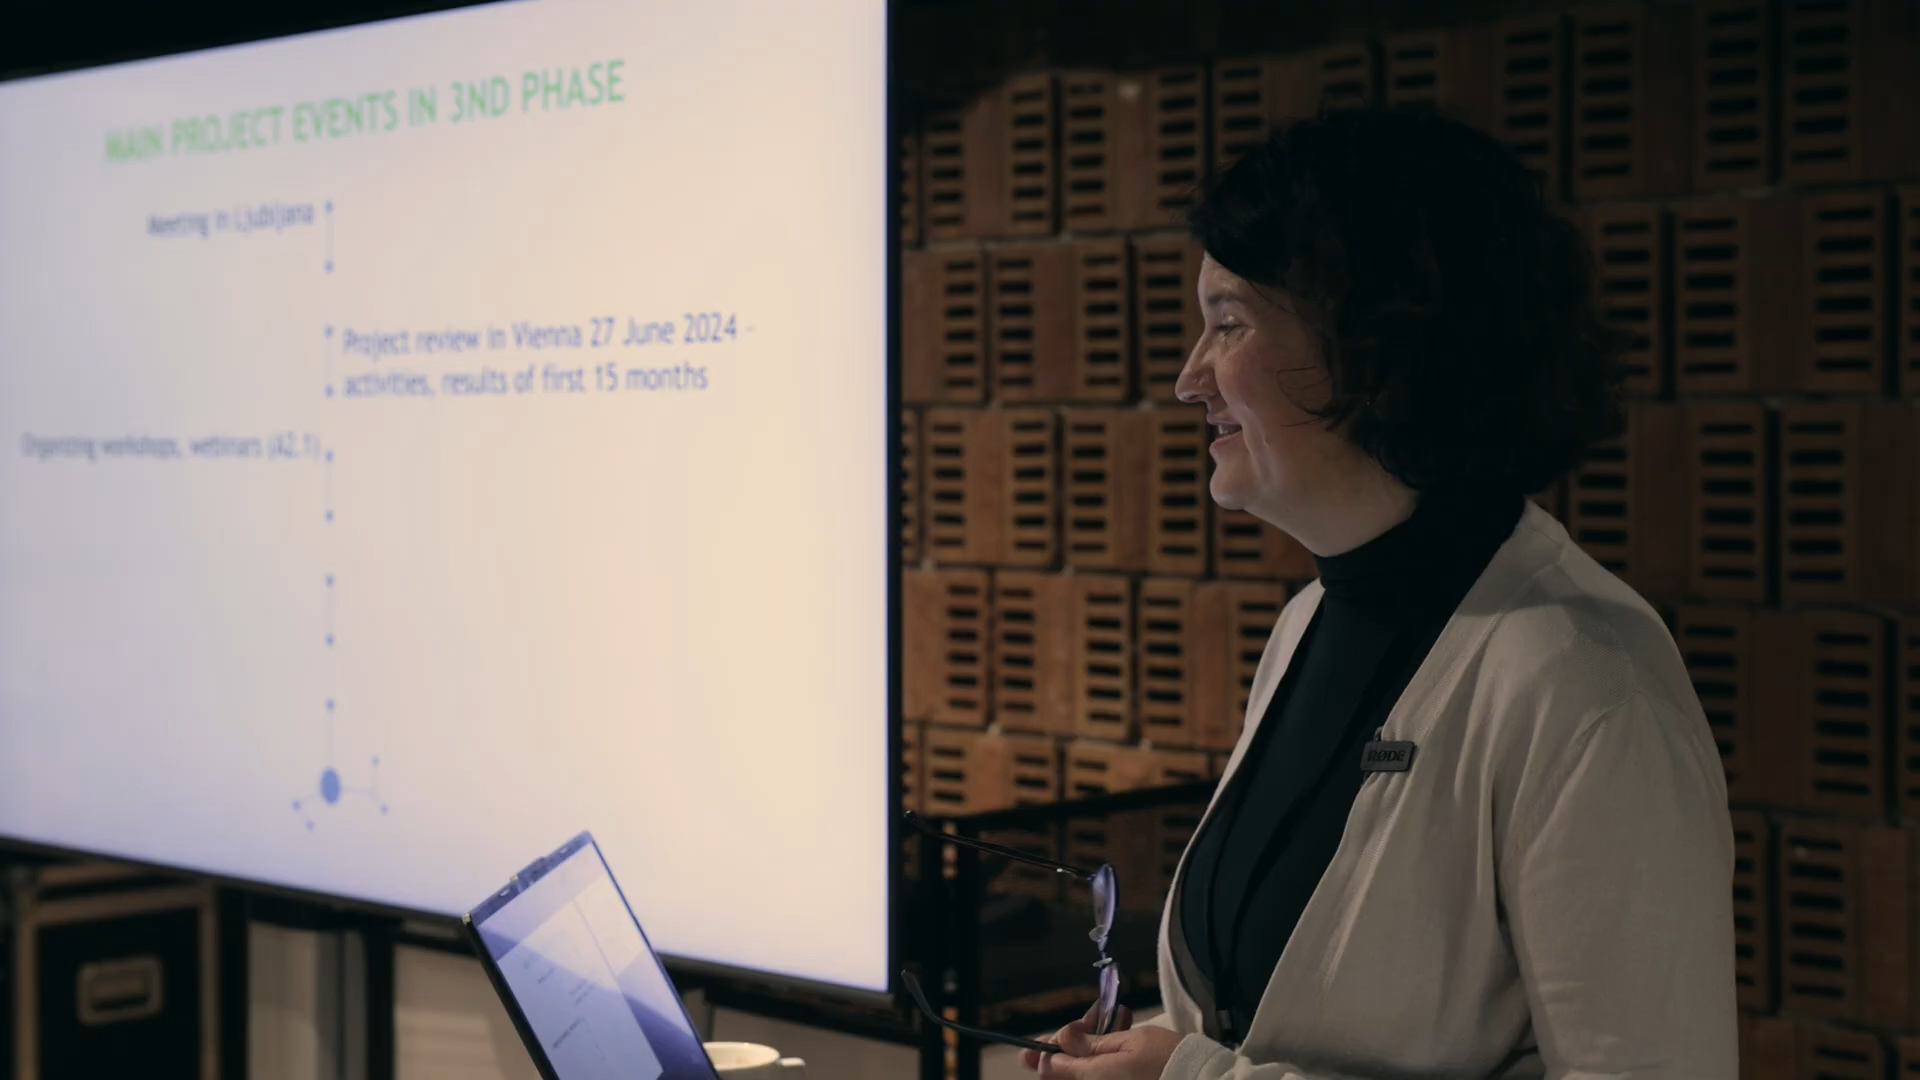 MAIN PROJECT EVENTS IN 3ND PHASE
Meeting in Ljubljana
Project review in Vienna 27 June 2024 -
activities, results of first 15 months
Organizing workshops, webinars (A2.1)
RØDE